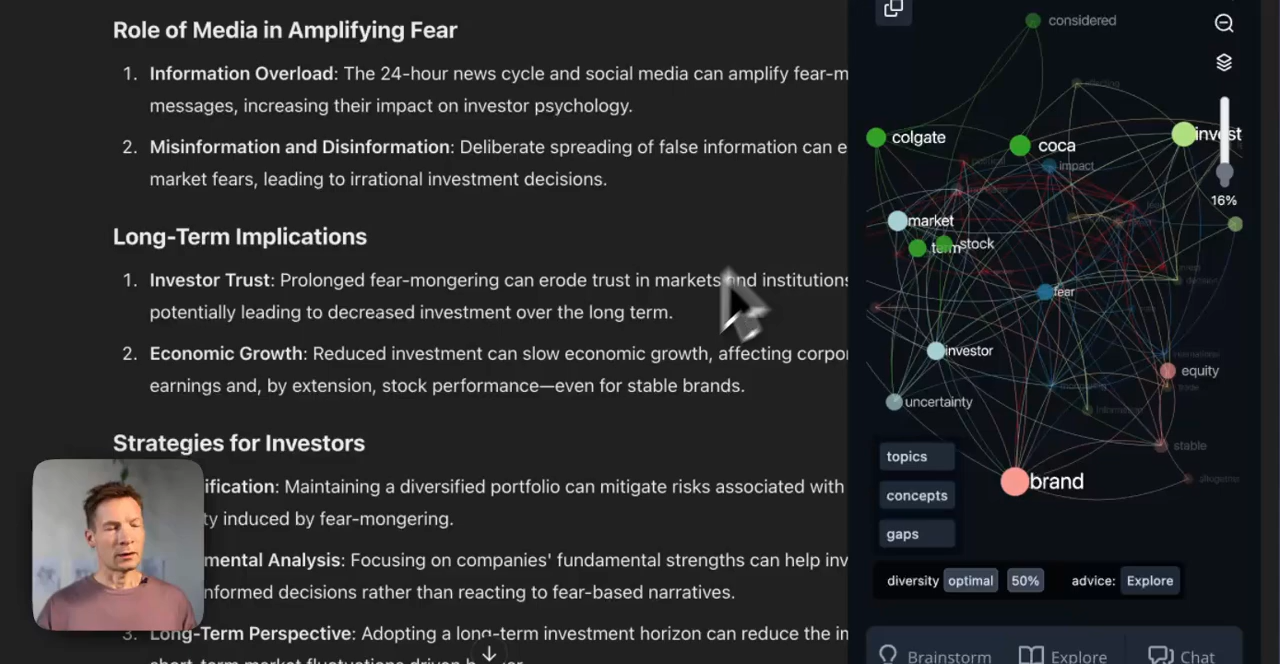 Role of Media in Amplifying Fear
1. Information Overload: The 24-hour news cycle and social media can amplify fear-m
messages, increasing their impact on investor psychology.
2. Misinformation and Disinformation: Deliberate spreading of false information can e
market fears, leading to irrational investment decisions.
Long-Term Implications
1. Investor Trust: Prolonged fear-mongering can erode trust in markets and institutions
potentially leading to decreased investment over the long term.
2. Economic Growth: Reduced investment can slow economic growth, affecting corpor
earnings and, by extension, stock performance—even for stable brands.
Strategies for Investors
ification: Maintaining a diversified portfolio can mitigate risks associated with
ty induced by fear-mongering.
mental Analysis: Focusing on companies' fundamental strengths can help inv
nformed decisions rather than reacting to fear-based narratives.
3. Long-Term Perspective: Adopting a long-term investment horizon can reduce the im
considered
colgate
coca
invest
impact
market
term
stock
16%
fear
investor
equity
uncertainty
information
stable
brand
topics
concepts
gaps
diversity optimal 50% advice: Explore
Brainstorm Explore Chat